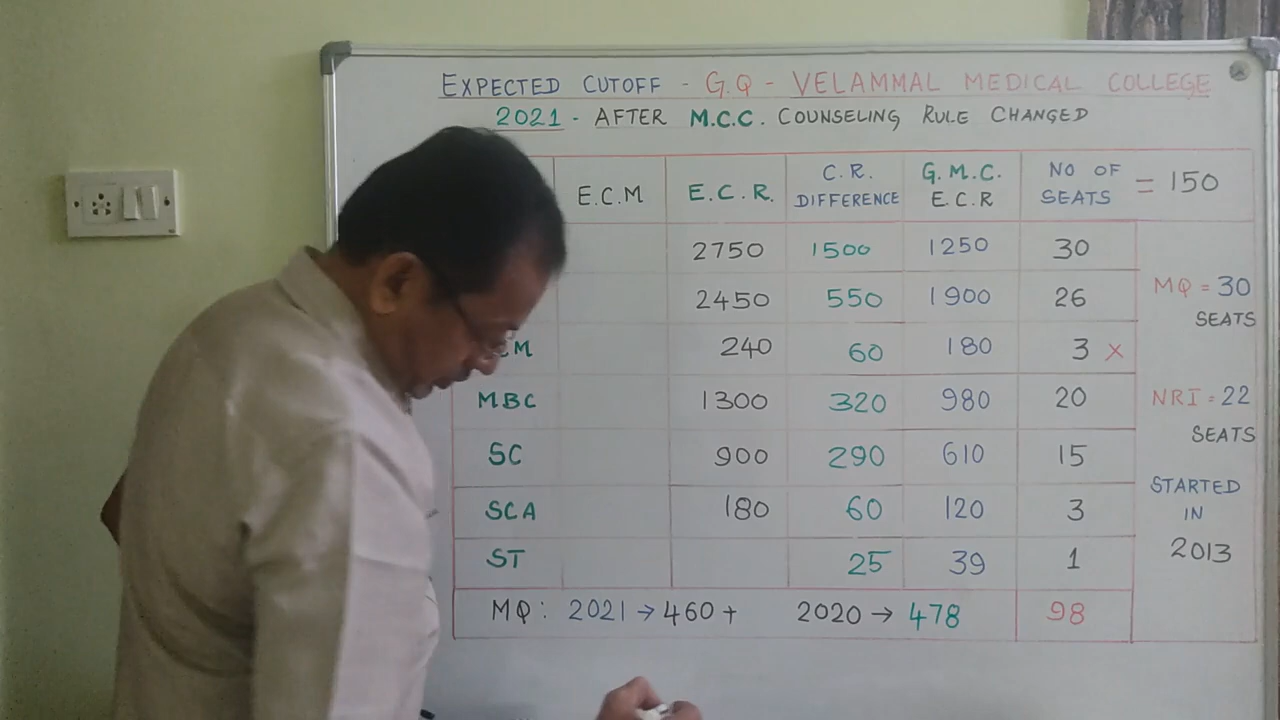 EXPECTED CUTOFF - G.Q - VELAMMAL MEDICAL COLLEGE
2021 - AFTER M.C.C. COUNSELING RULE CHANGED
E.C.M E.C.R. C.R. DIFFERENCE G.M.C. E.C.R NO OF SEATS = 150
2750 1500 1250 30
2450 550 1900 26
CM 240 60 180 3 X
MBC 1300 320 980 20
SC 900 290 610 15
SCA 180 60 120 3
ST 25 39 1
MQ: 2021 → 460 + 2020 → 478 98
MQ = 30
SEATS
NRI = 22
SEATS
STARTED
IN
2013